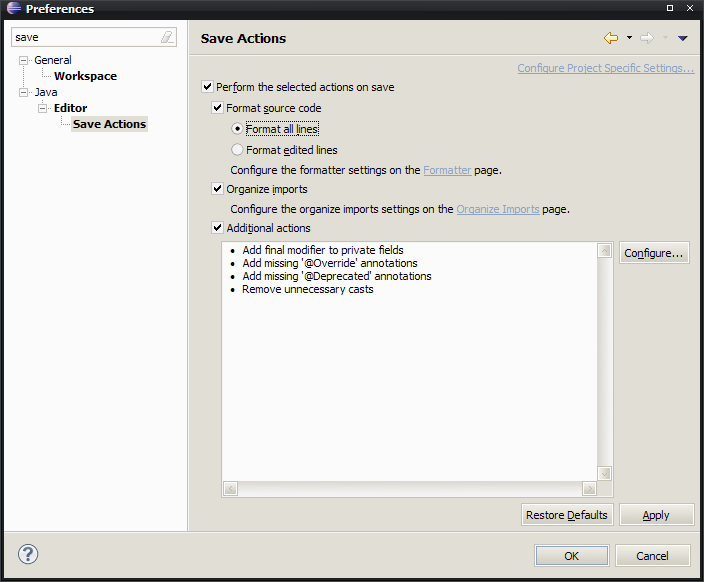 Preferences
save
Save Actions
General
Workspace
Java
Editor
Save Actions
Configure Project Specific Settings...
Perform the selected actions on save
Format source code
Format all lines
Format edited lines
Configure the formatter settings on the Formatter page.
Organize imports
Configure the organize imports settings on the Organize Imports page.
Additional actions
• Add final modifier to private fields
• Add missing '@Override' annotations
• Add missing '@Deprecated' annotations
• Remove unnecessary casts
Configure...
Restore Defaults
Apply
?
OK
Cancel